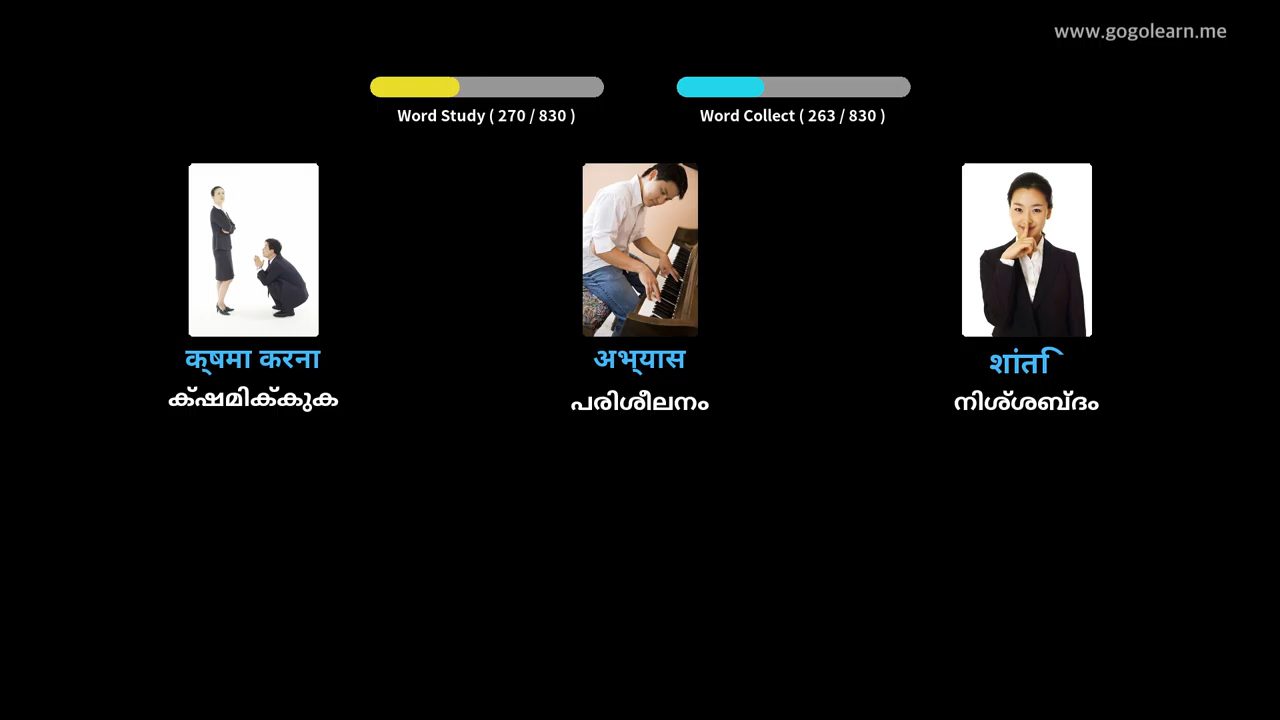 www.gogolearn.me
Word Study ( 270 / 830 )
Word Collect ( 263 / 830 )
क्षमा करना
ക്ഷമിക്കുക
अभ्यास
പരിശീലനം
शांति
നിശ്ശബ്ദം